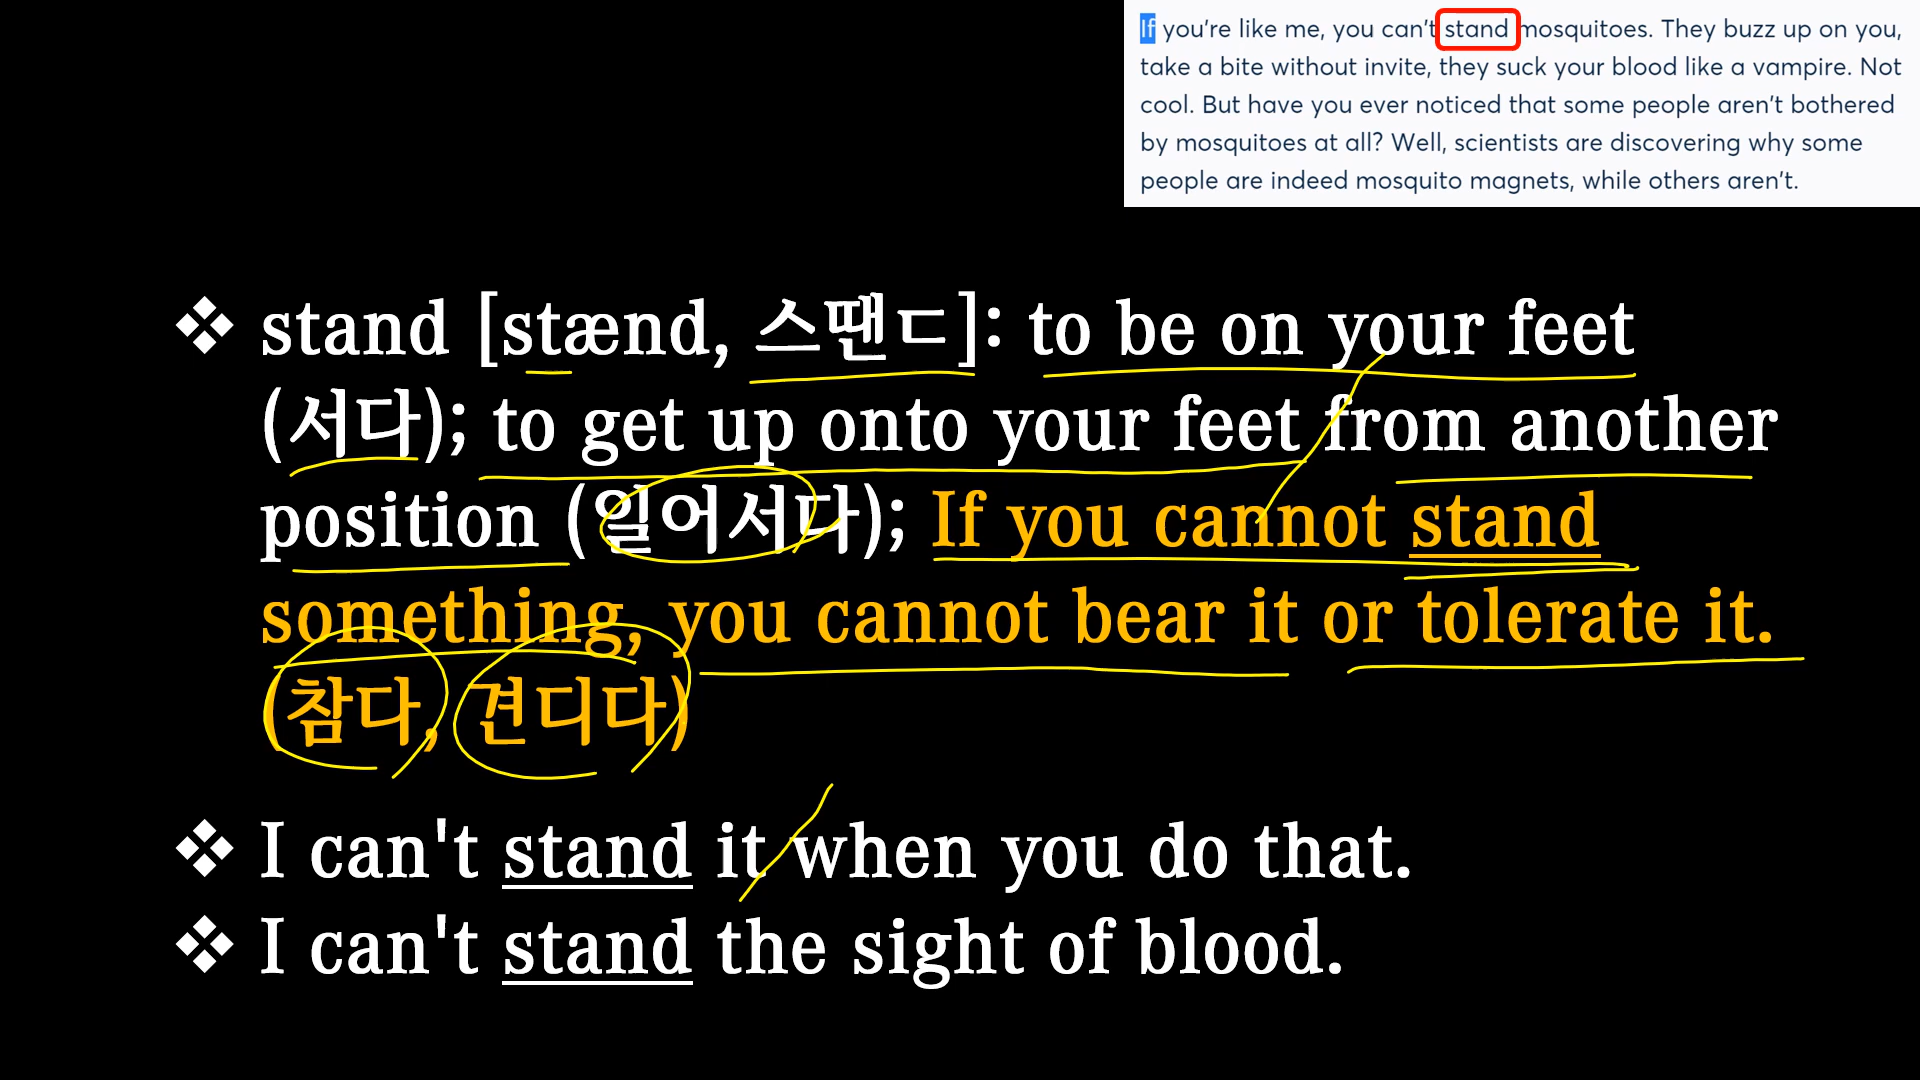 If you're like me, you can't stand mosquitoes. They buzz up on you,
take a bite without invite, they suck your blood like a vampire. Not
cool. But have you ever noticed that some people aren't bothered
by mosquitoes at all? Well, scientists are discovering why some
people are indeed mosquito magnets, while others aren't.
❖ stand [stænd, 스땐ㄷ]: to be on your feet
(서다); to get up onto your feet from another
position (일어서다); If you cannot stand
something, you cannot bear it or tolerate it.
(참다, 견디다)
❖ I can't stand it when you do that.
❖ I can't stand the sight of blood.